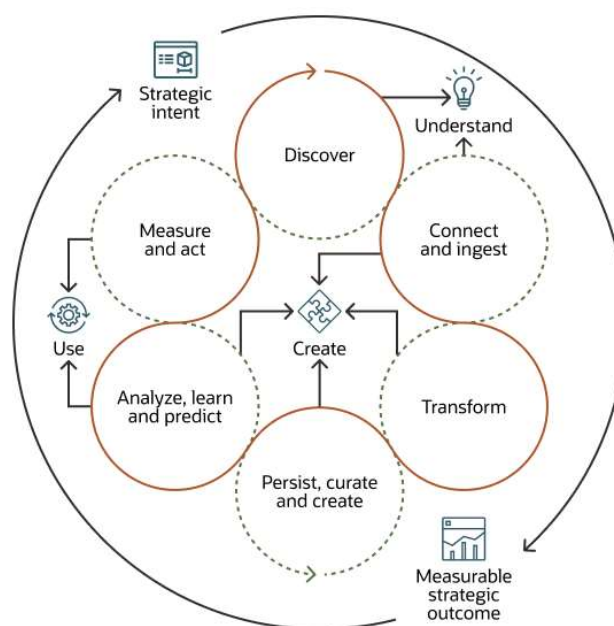 Strategic
intent
Discover
Understand
Measure
and act
Connect
and ingest
Use
Create
Analyze, learn
and predict
Transform
Persist, curate
and create
Measurable
strategic
outcome